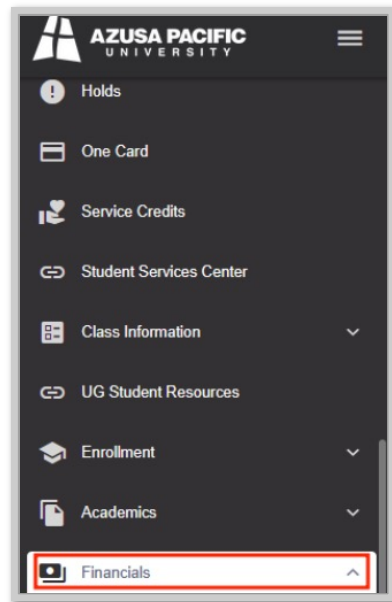 AZUSA PACIFIC
UNIVERSITY
Holds
One Card
Service Credits
Student Services Center
Class Information
UG Student Resources
Enrollment
Academics
Financials